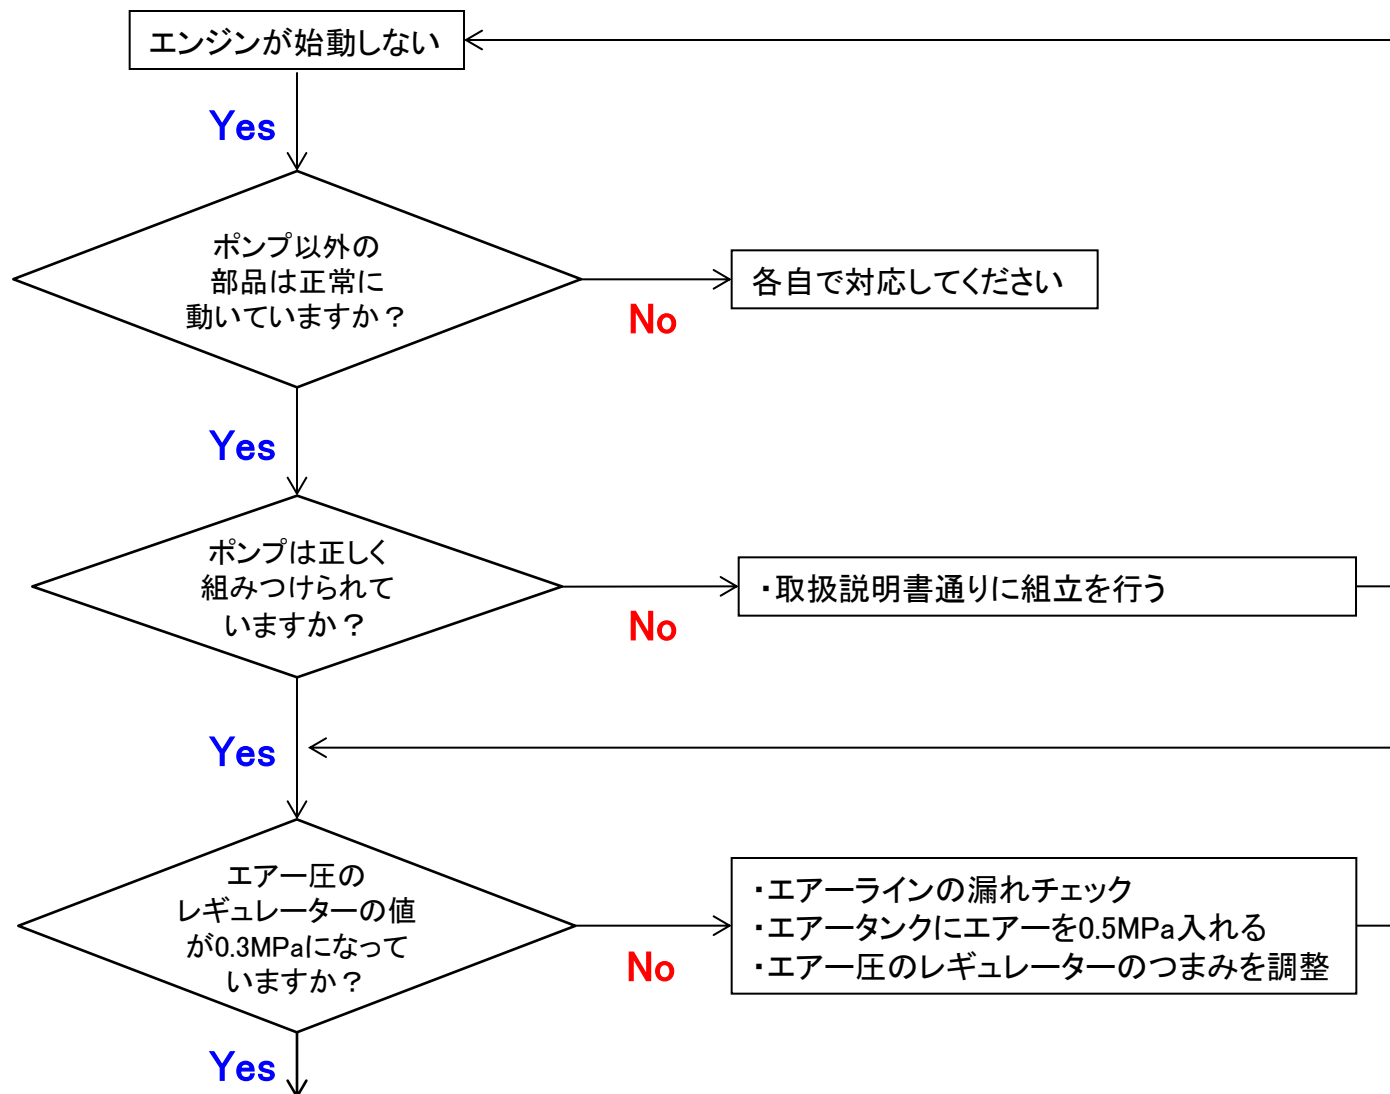 エンジンが始動しない
Yes
ポンプ以外の
部品は正常に
動いていますか？
No
各自で対応してください
Yes
ポンプは正しく
組みつけられて
いますか？
No
・取扱説明書通りに組立を行う
Yes
エアー圧の
レギュレーターの値
が0.3MPaになって
いますか？
No
・エアーラインの漏れチェック
・エアータンクにエアーを0.5MPa入れる
・エアー圧のレギュレーターのつまみを調整
Yes